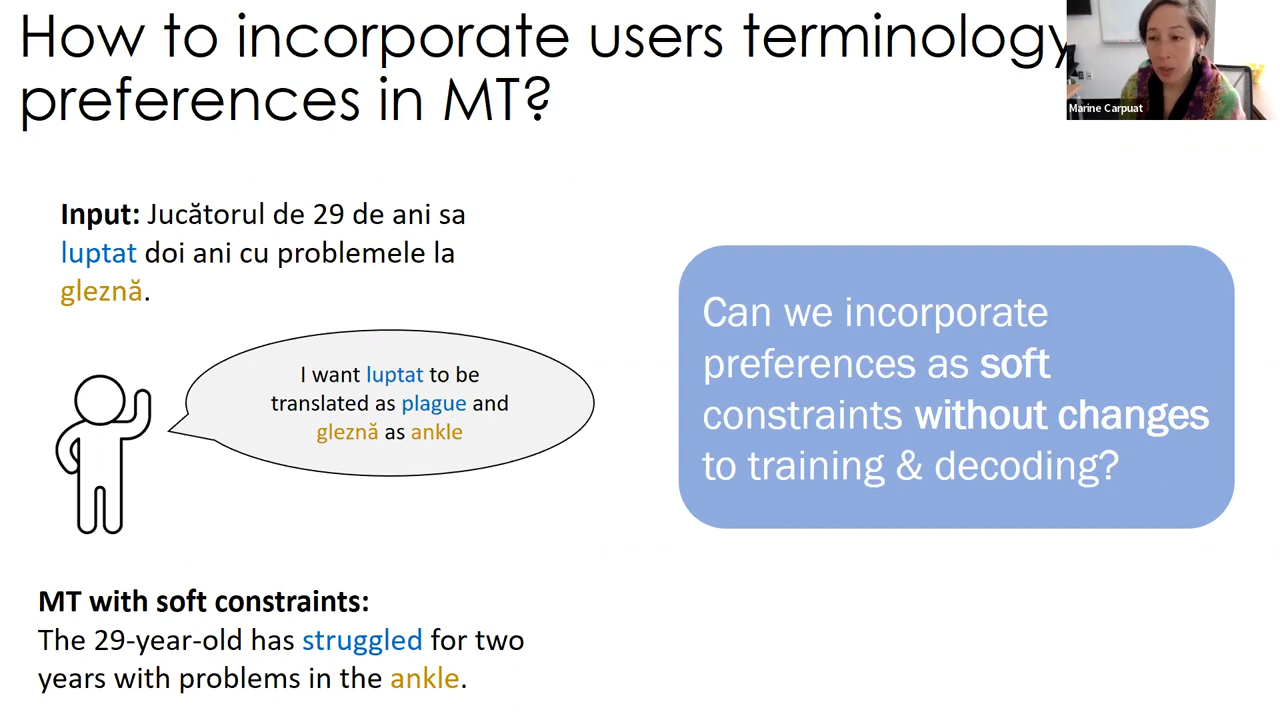 How to incorporate users terminology
preferences in MT?
Marine Carpuat
Input: Jucătorul de 29 de ani sa
luptat doi ani cu problemele la
gleznă.
I want luptat to be
translated as plague and
gleznă as ankle
Can we incorporate
preferences as soft
constraints without changes
to training & decoding?
MT with soft constraints:
The 29-year-old has struggled for two
years with problems in the ankle.